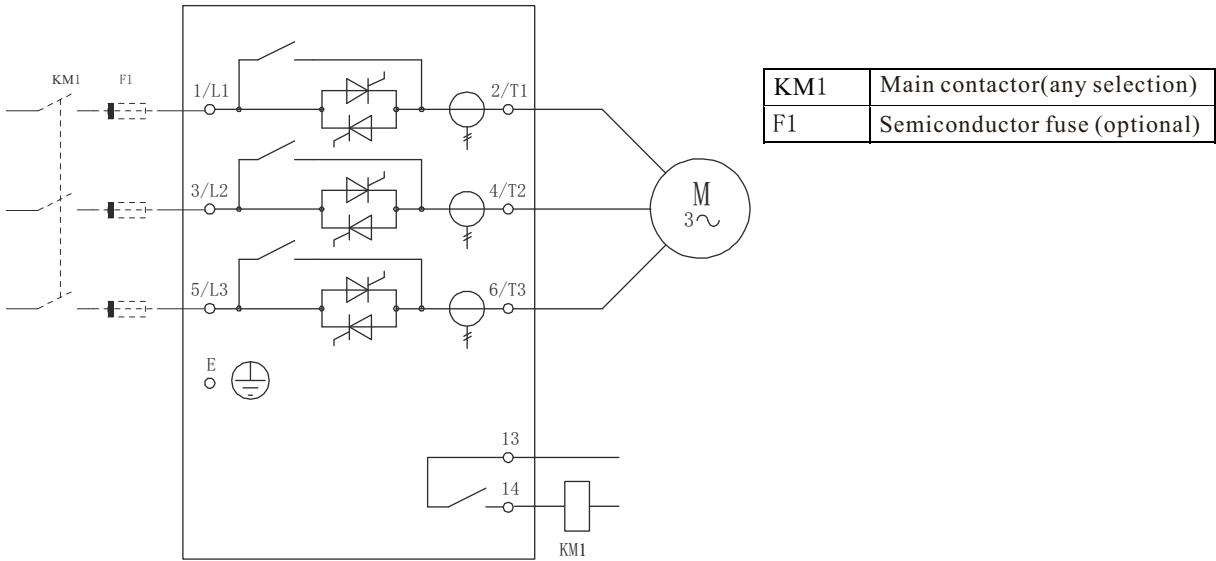 KM1 F1
1/L1 2/T1
3/L2 4/T2
5/L3 6/T3
M
3~
E
13
14
KM1
KM1 Main contactor(any selection)
F1 Semiconductor fuse (optional)